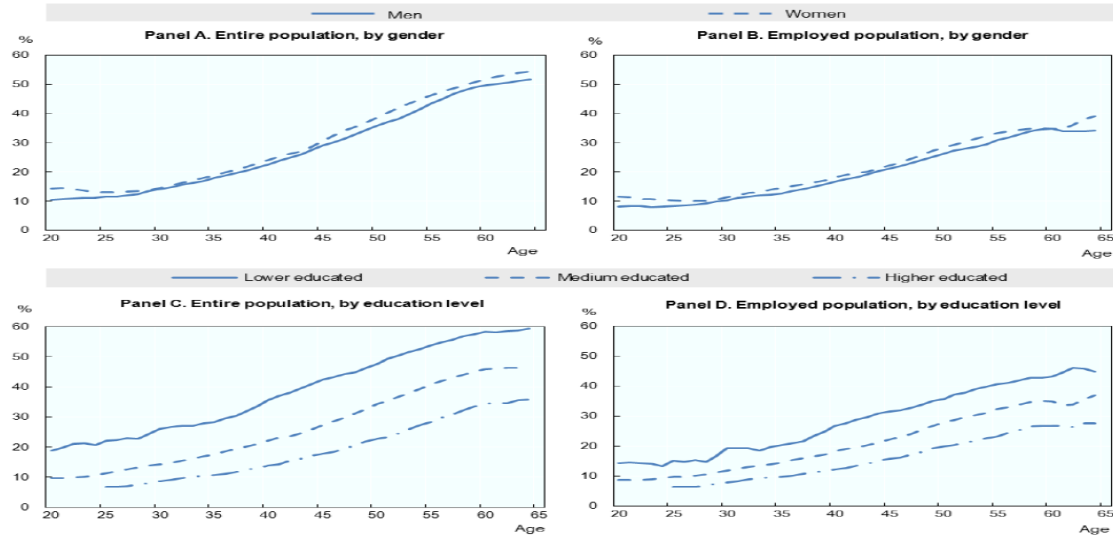 Men Women
% Panel A. Entire population, by gender
60
50
40
30
20
10
0
20 25 30 35 40 45 50 55 60 65
Age
% Panel B. Employed population, by gender
60
50
40
30
20
10
0
20 25 30 35 40 45 50 55 60 65
Age
Lower educated Medium educated Higher educated
Panel C. Entire population, by education level
%
60
50
40
30
20
10
0
20 25 30 35 40 45 50 55 60 65
Age
Panel D. Employed population, by education level
%
60
50
40
30
20
10
0
20 25 30 35 40 45 50 55 60 65
Age